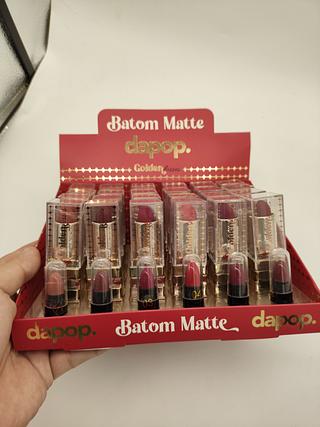 Batom Matte
dapop.
Golden
dapop. Batom Matte dapop.